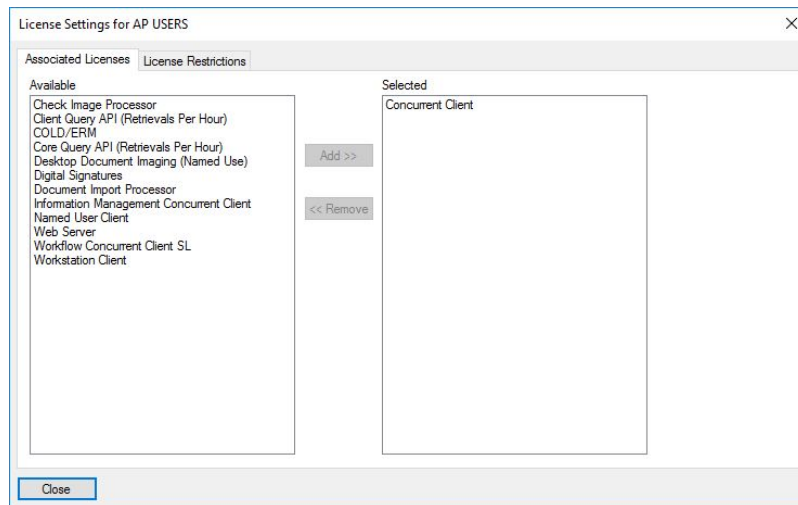 License Settings for AP USERS
Associated Licenses
License Restrictions
Available
Check Image Processor
Client Query API (Retrievals Per Hour)
COLD/ERM
Core Query API (Retrievals Per Hour)
Desktop Document Imaging (Named Use)
Digital Signatures
Document Import Processor
Information Management Concurrent Client
Named User Client
Web Server
Workflow Concurrent Client SL
Workstation Client
Add >>
<< Remove
Selected
Concurrent Client
Close